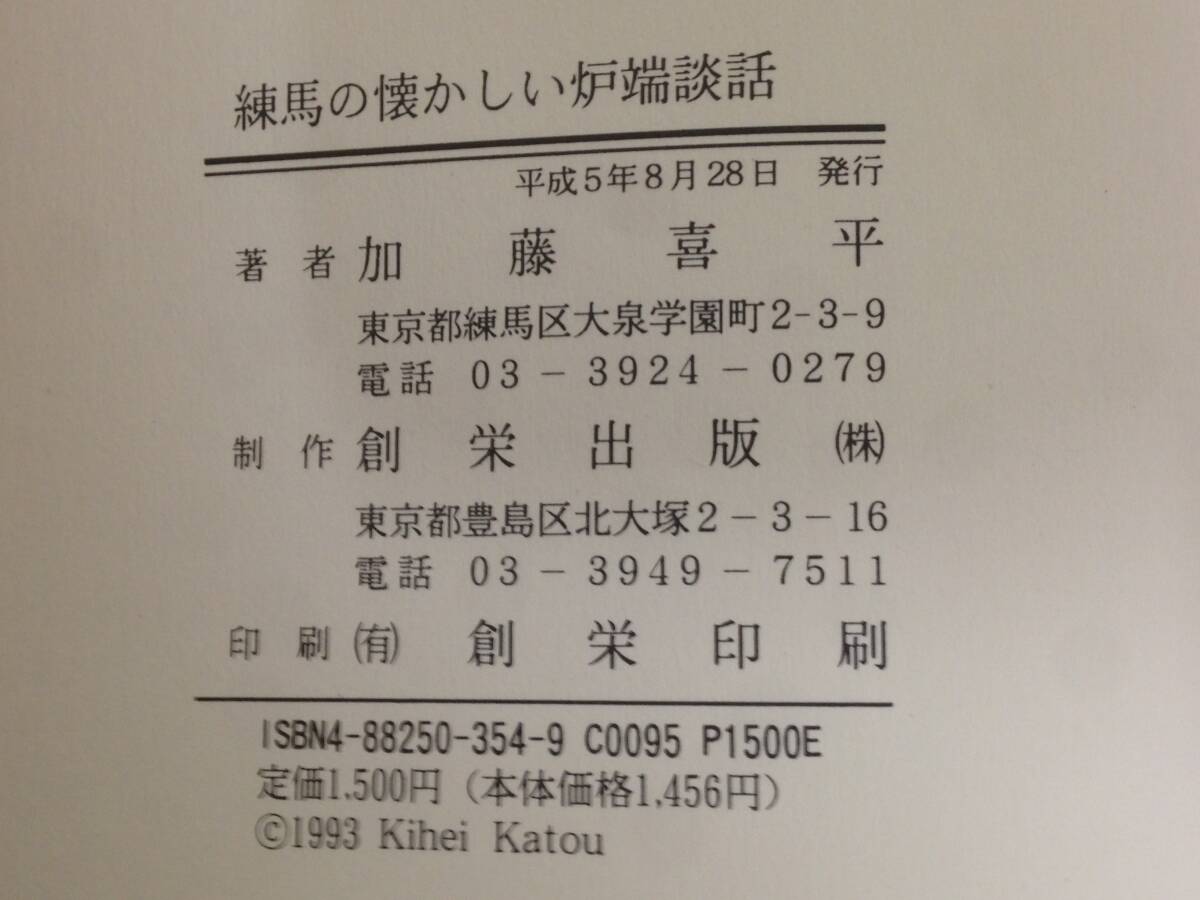 練馬の懐かしい炉端談話
平成5年8月28日 発行
著者 加藤喜平
東京都練馬区大泉学園町2-3-9
電話 03-3924-0279
制作 創栄出版㈱
東京都豊島区北大塚2-3-16
電話 03-3949-7511
印刷 ㈲創栄印刷
ISBN4-88250-354-9 C0095 P1500E
定価1,500円（本体価格1,456円）
©1993 Kihei Katou